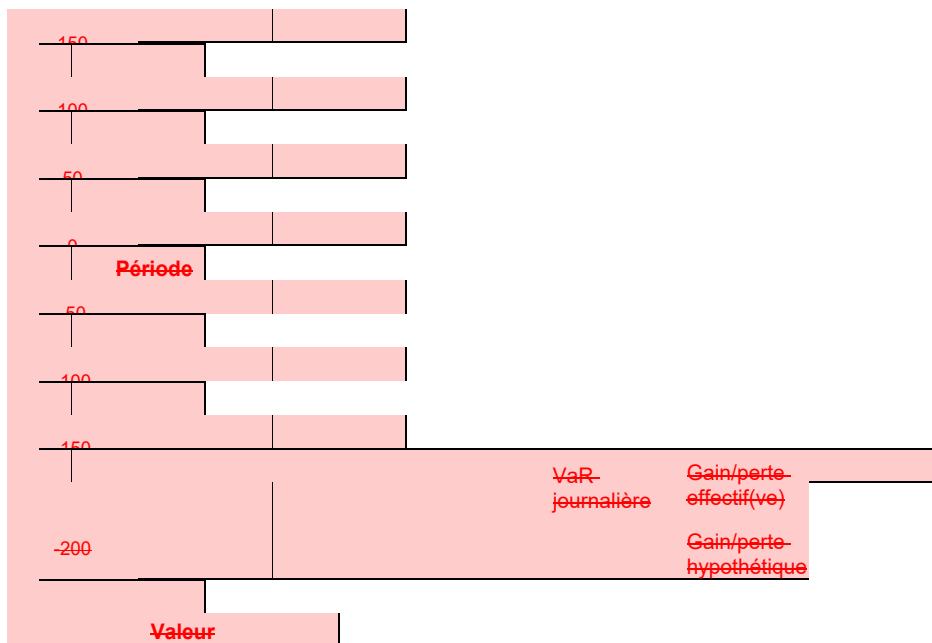 150
100
50
0
Période
50
100
150
VaR
journalière
Gain/perte
effectif(ve)
Gain/perte
hypothétique
-200
Valeur